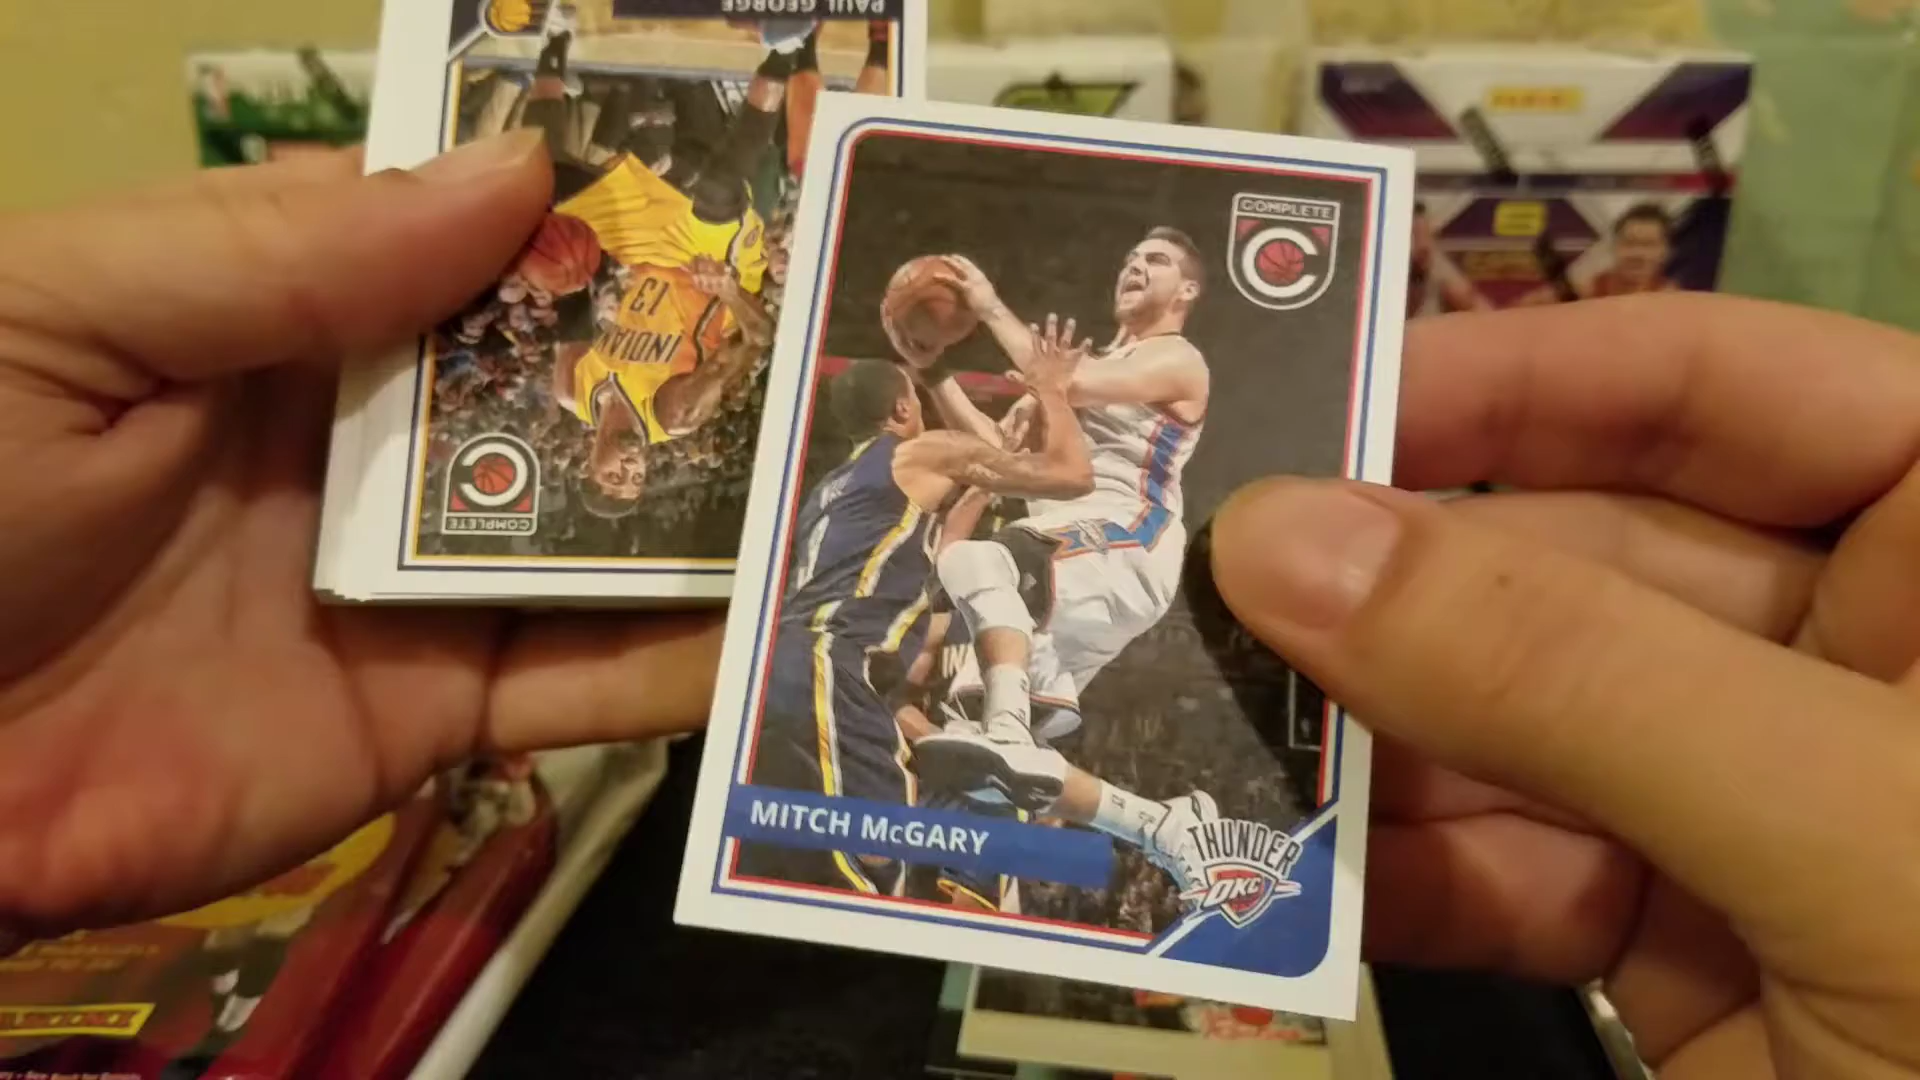 PAUL GEORGE
PANINI
COMPLETE
C
INDIANA
13
C
COMPLETE
MITCH McGARY
THUNDER
OKC